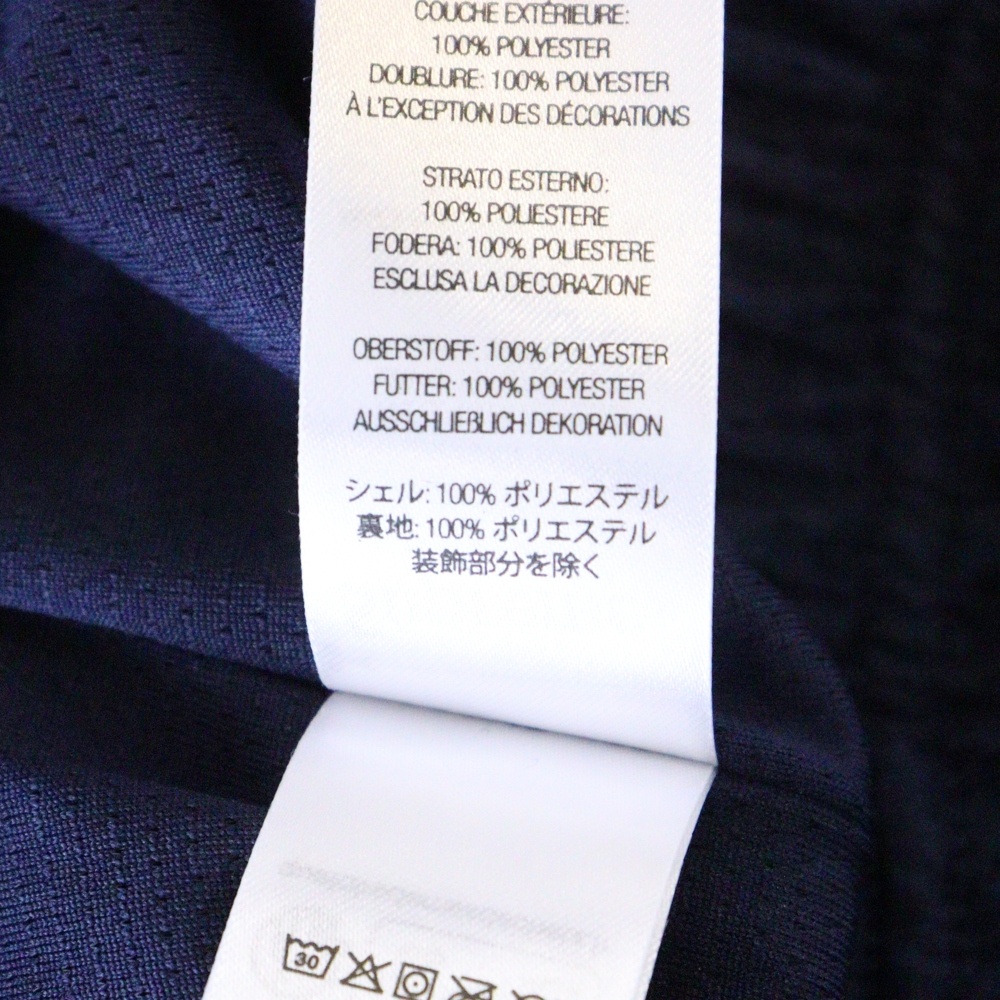 COUCHE EXTÉRIEURE:
100% POLYESTER
DOUBLURE: 100% POLYESTER
À L'EXCEPTION DES DÉCORATIONS
STRATO ESTERNO:
100% POLIESTERE
FODERA: 100% POLIESTERE
ESCLUSA LA DECORAZIONE
OBERSTOFF: 100% POLYESTER
FUTTER: 100% POLYESTER
AUSSCHLIEßLICH DEKORATION
シェル: 100% ポリエステル
裏地: 100% ポリエステル
装飾部分を除く
30